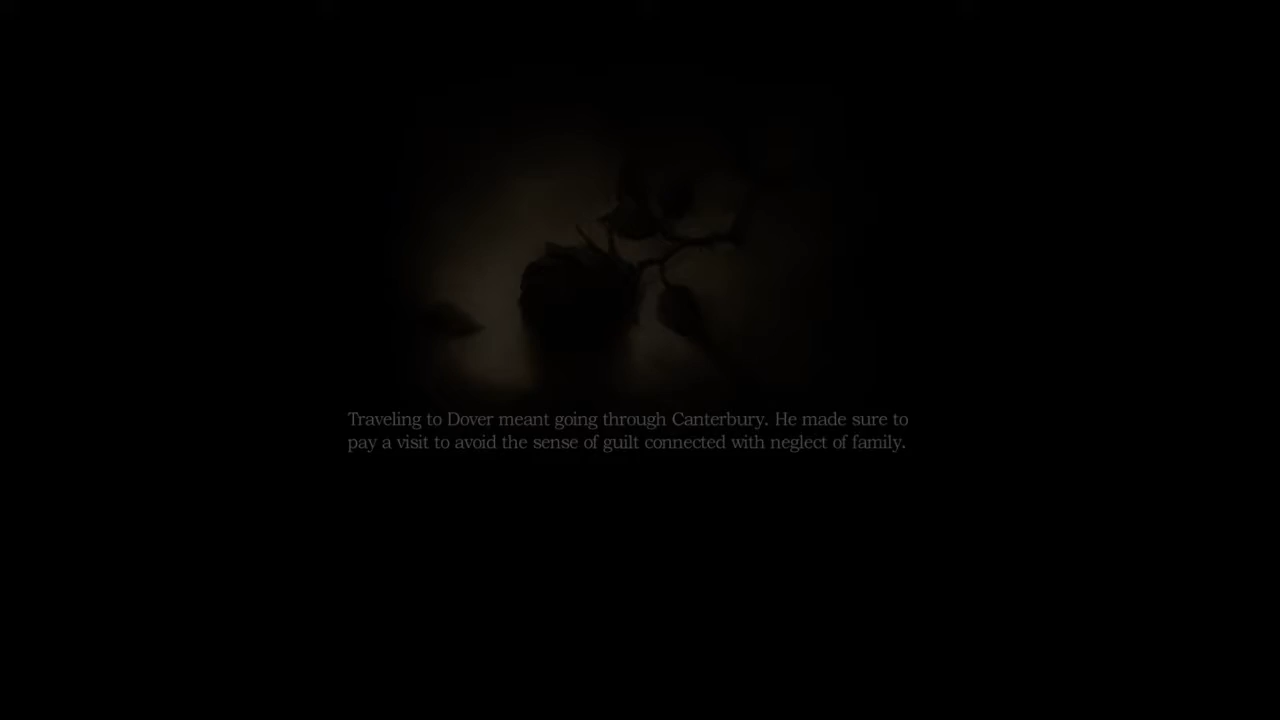 Traveling to Dover meant going through Canterbury. He made sure to
pay a visit to avoid the sense of guilt connected with neglect of family.